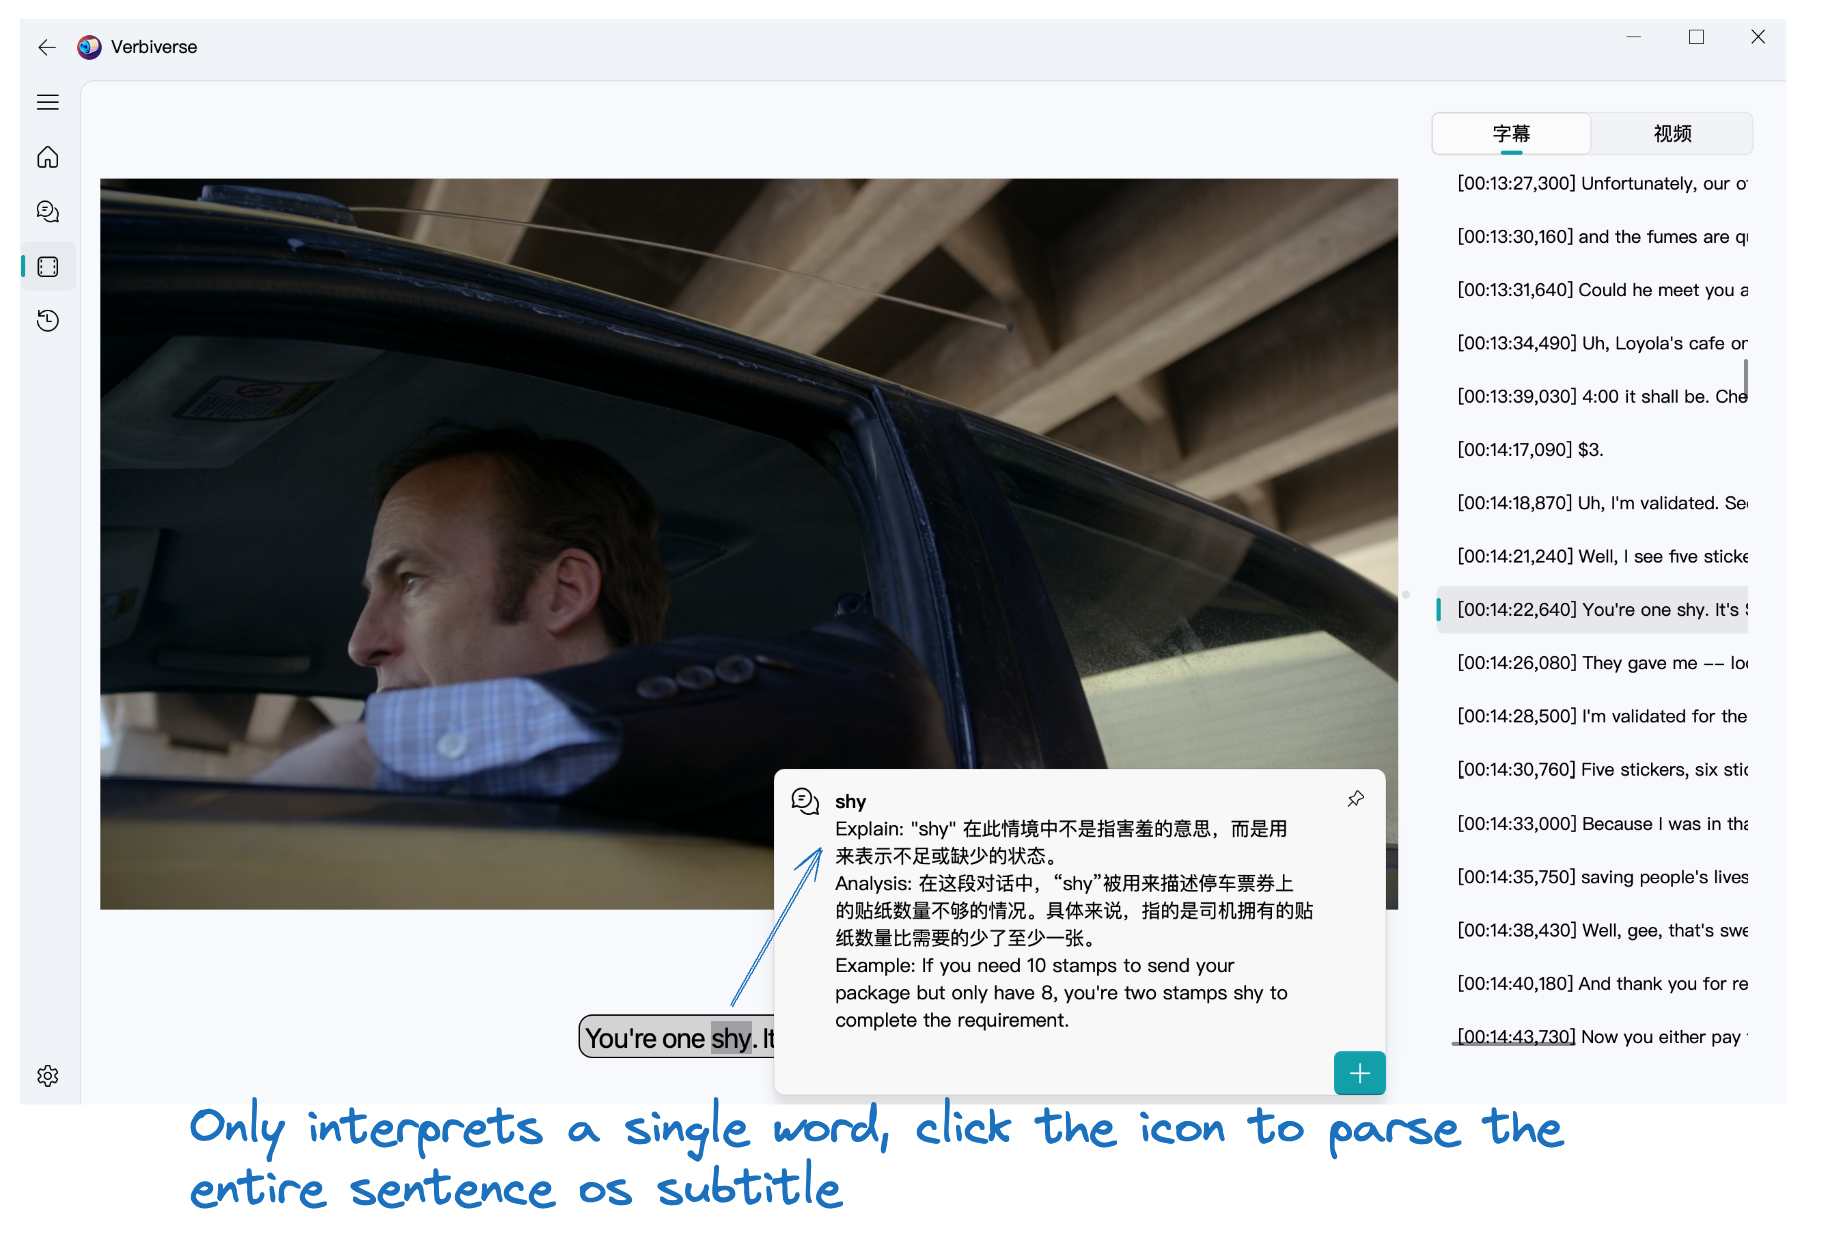 Verbiverse
字幕 视频
[00:13:27,300] Unfortunately, our
[00:13:30,160] and the fumes are
[00:13:31,640] Could he meet you a
[00:13:34,490] Uh, Loyola's cafe or
[00:13:39,030] 4:00 it shall be. Che
[00:14:17,090] $3.
[00:14:18,870] Uh, I'm validated. Se
[00:14:21,240] Well, I see five sticke
[00:14:22,640] You're one shy. It's
[00:14:26,080] They gave me -- lo
[00:14:28,500] I'm validated for the
[00:14:30,760] Five stickers, six stic
[00:14:33,000] Because I was in tha
[00:14:35,750] saving people's lives
[00:14:38,430] Well, gee, that's swe
[00:14:40,180] And thank you for re
[00:14:43,730] Now you either pay
shy
Explain: "shy" 在此情境中不是指害羞的意思，而是用
来表示不足或缺少的状态。
Analysis: 在这段对话中，“shy”被用来描述停车票券上
的贴纸数量不够的情况。具体来说，指的是司机拥有的贴
纸数量比需要的少了至少一张。
Example: If you need 10 stamps to send your
package but only have 8, you're two stamps shy to
complete the requirement.
You're one shy. It
Only interprets a single word, click the icon to parse the
entire sentence os subtitle